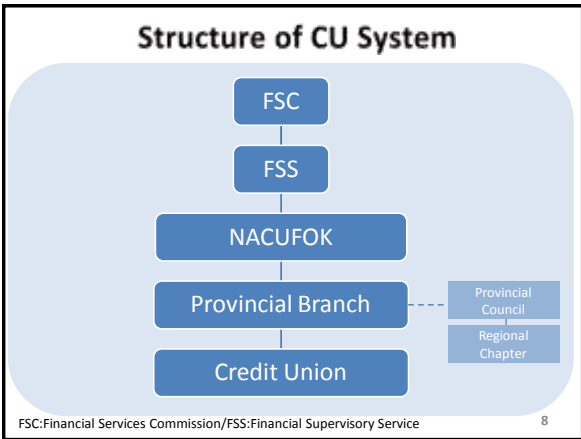 Structure of CU System
FSC
FSS
NACUFOK
Provincial Branch
Provincial
Council
Regional
Chapter
Credit Union
FSC:Financial Services Commission/FSS:Financial Supervisory Service
8